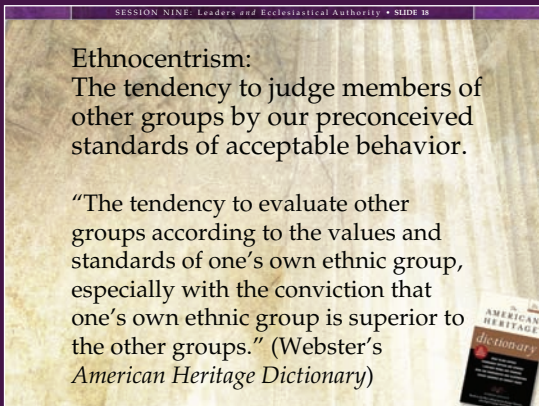 SESSION NINE: Leaders and Ecclesiastical Authority • SLIDE 18
Ethnocentrism:
The tendency to judge members of
other groups by our preconceived
standards of acceptable behavior.
“The tendency to evaluate other
groups according to the values and
standards of one’s own ethnic group,
especially with the conviction that
one’s own ethnic group is superior to
the other groups.” (Webster’s
American Heritage Dictionary)
The
AMERICAN
HERITAGE
dictionary